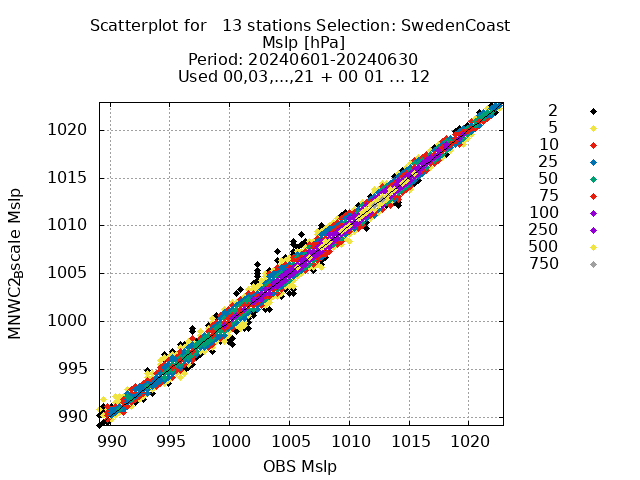 Scatterplot for   13 stations Selection: SwedenCoast
Mslp [hPa]
Period: 20240601-20240630
Used 00,03,...,21 + 00 01 ... 12
2
5
10
25
50
75
100
250
500
750
1020
1015
1010
1005
1000
995
990
MNWC2pscale Mslp
990 995 1000 1005 1010 1015 1020
OBS Mslp